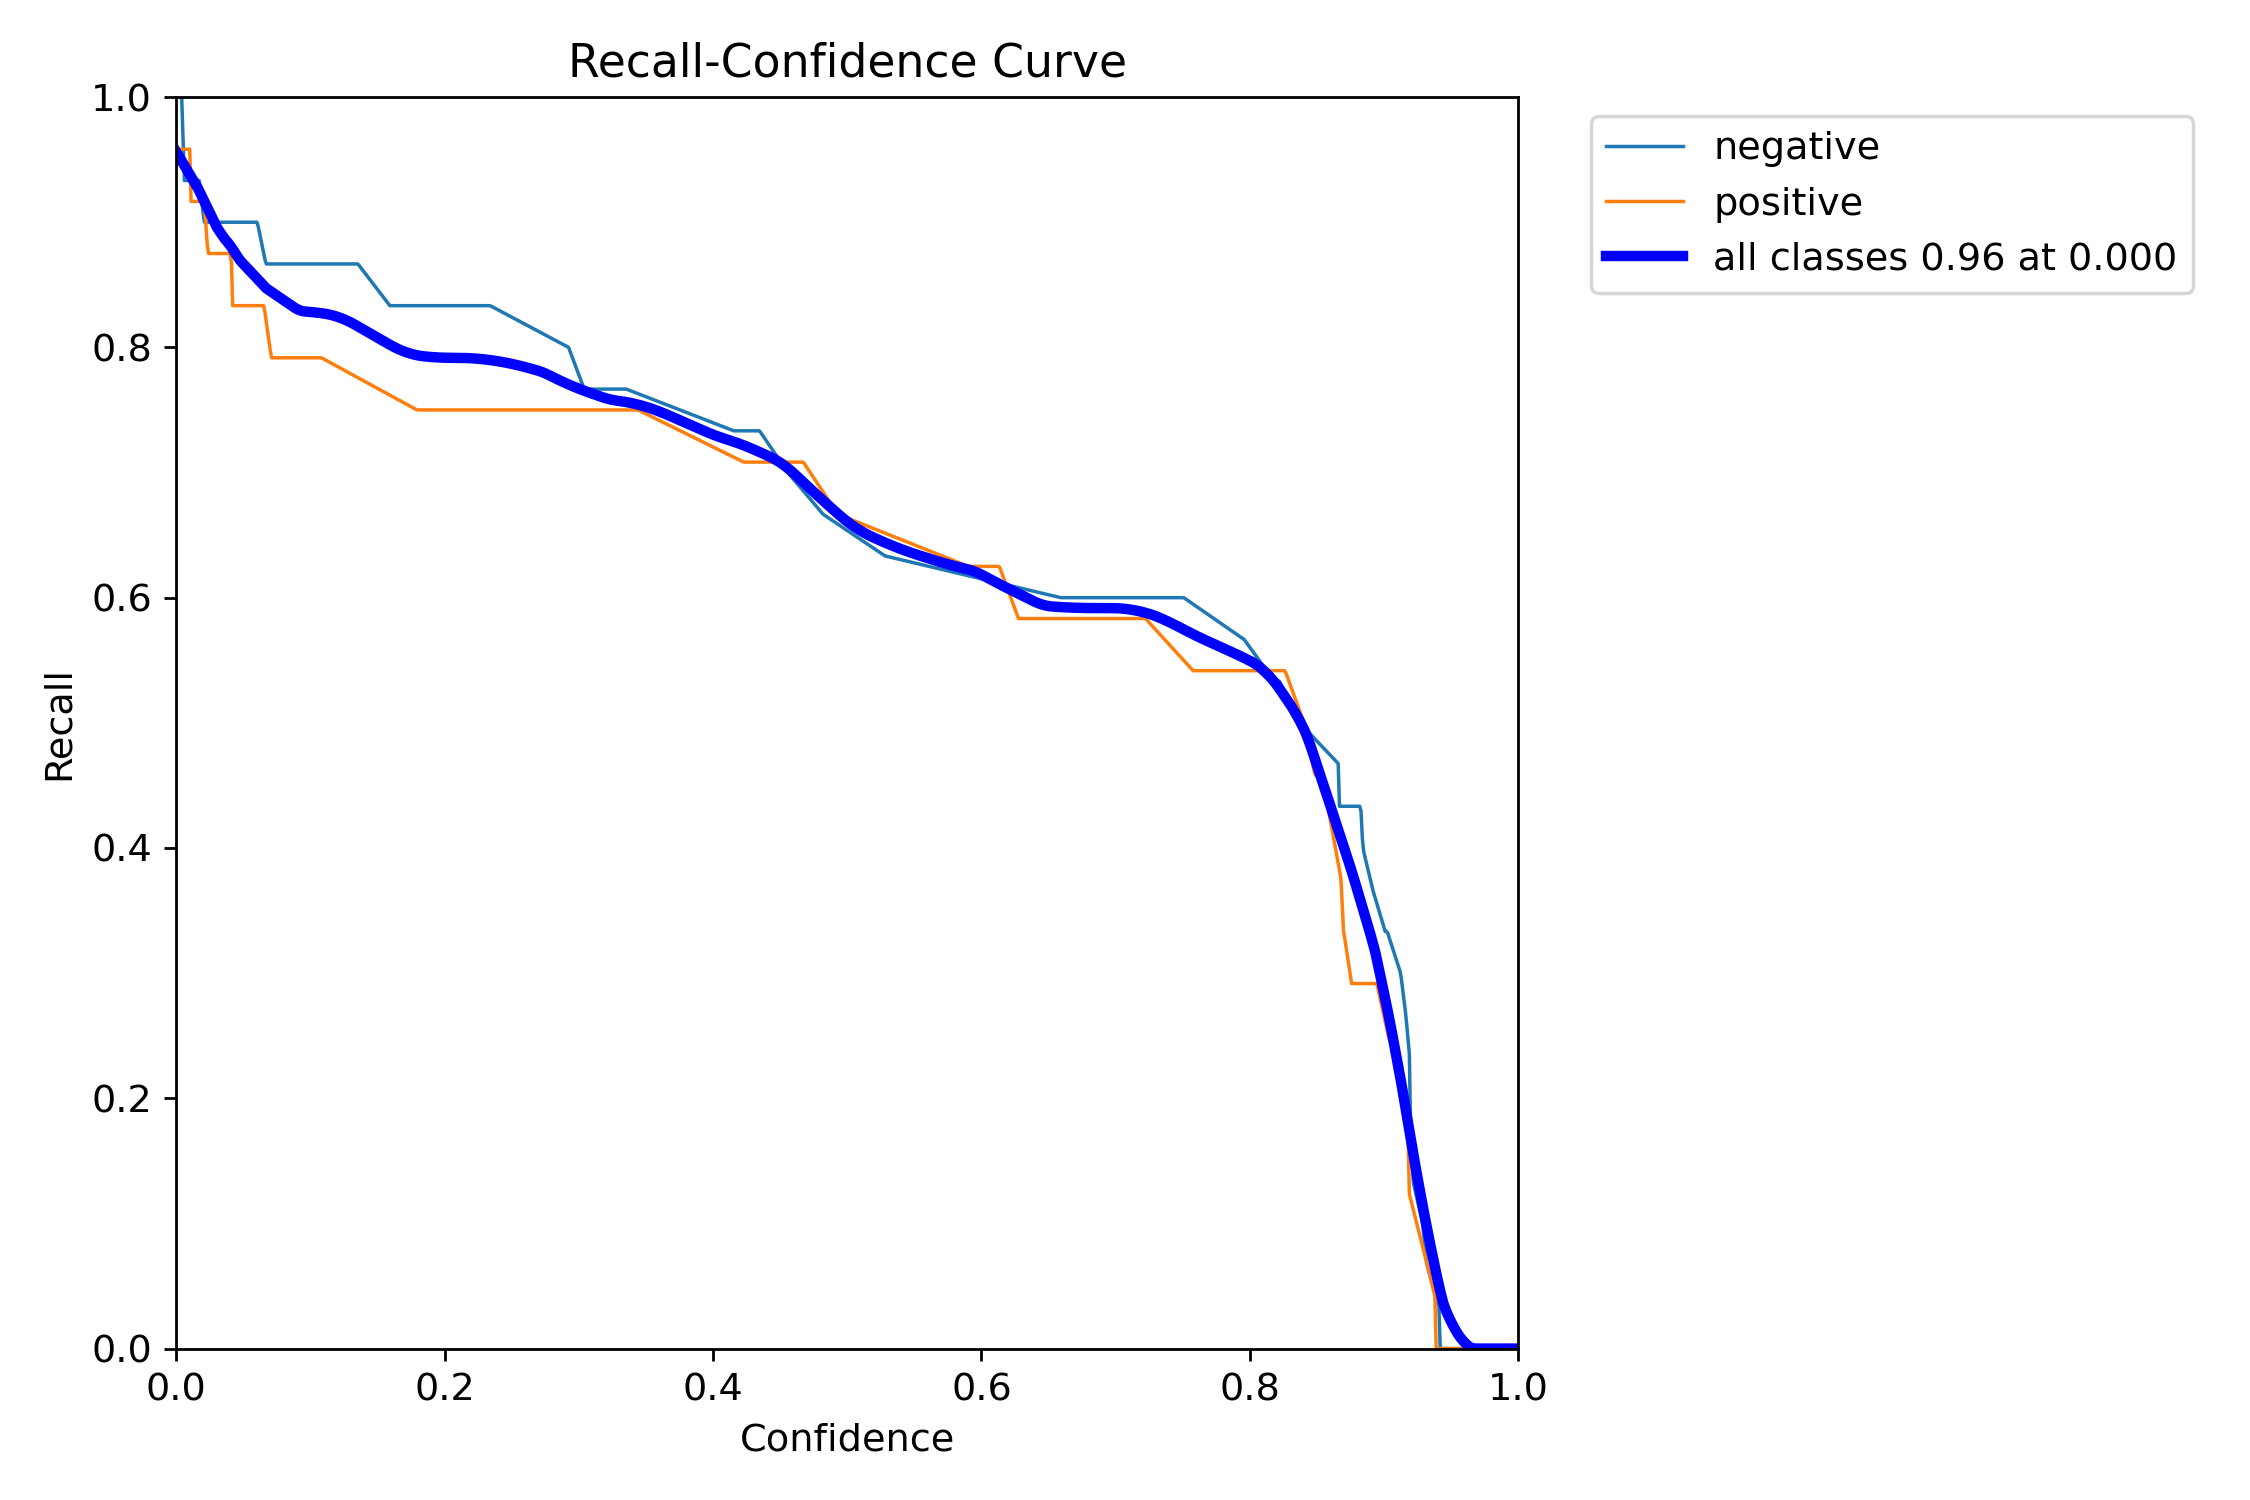 Recall-Confidence Curve
1.0
0.8
0.6
0.4
0.2
0.0
Recall
0.0 0.2 0.4 0.6 0.8 1.0
Confidence
negative
positive
all classes 0.96 at 0.000